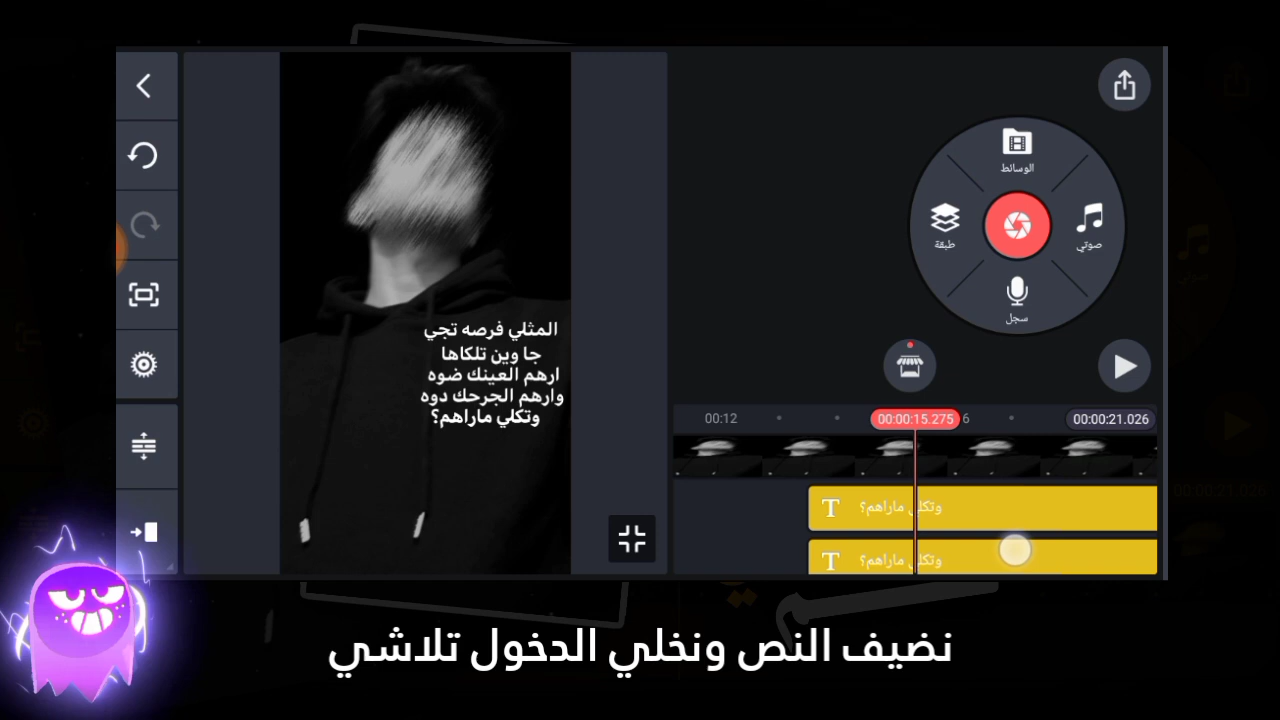 الوسائط
طبقة
صوتي
سجل
المثلي فرصه تجي
جا وين تلكاها
ارهم العينك ضوه
وارهم الجرحك دوه
وتكلي ماراهم؟
00:12
00:00:15.275
6
00:00:21.026
T وتكلي ماراهم؟
T وتكلي ماراهم؟
نضيف النص ونخلي الدخول تلاشي